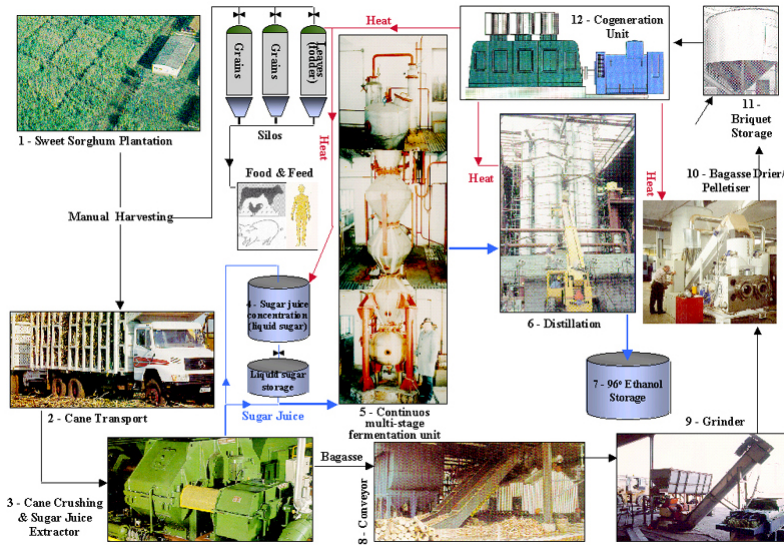 1 - Sweet Sorghum Plantation
Manual Harvesting
2 - Cane Transport
3 - Cane Crushing
& Sugar Juice
Extractor
Grains
Grains
Leaves
(fodder)
Silos
Food & Feed
Heat
Heat
4 - Sugar juice
concentration
(liquid sugar)
Liquid sugar
storage
Sugar Juice
5 - Continuos
multi-stage
fermentation unit
Bagasse
8 - Conveyor
12 - Cogeneration
Unit
Heat
Heat
6 - Distillation
7 - 96º Ethanol
Storage
9 - Grinder
10 - Bagasse Drier/
Pelletiser
11 -
Briquet
Storage